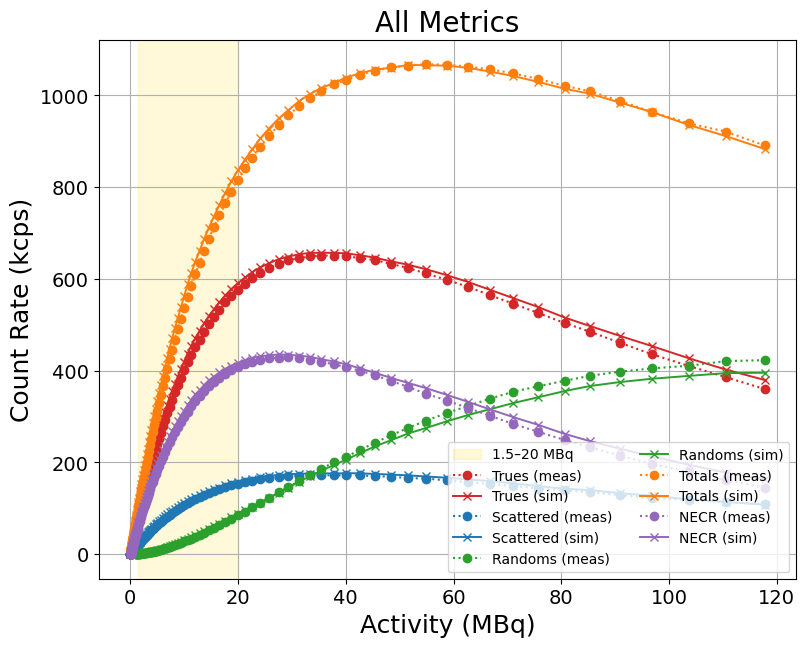 All Metrics
Count Rate (kcps)
1000
800
600
400
200
0
0 20 40 60 80 100 120
Activity (MBq)
1.5–20 MBq
Trues (meas)
Trues (sim)
Scattered (meas)
Scattered (sim)
Randoms (meas)
Randoms (sim)
Totals (meas)
Totals (sim)
NECR (meas)
NECR (sim)